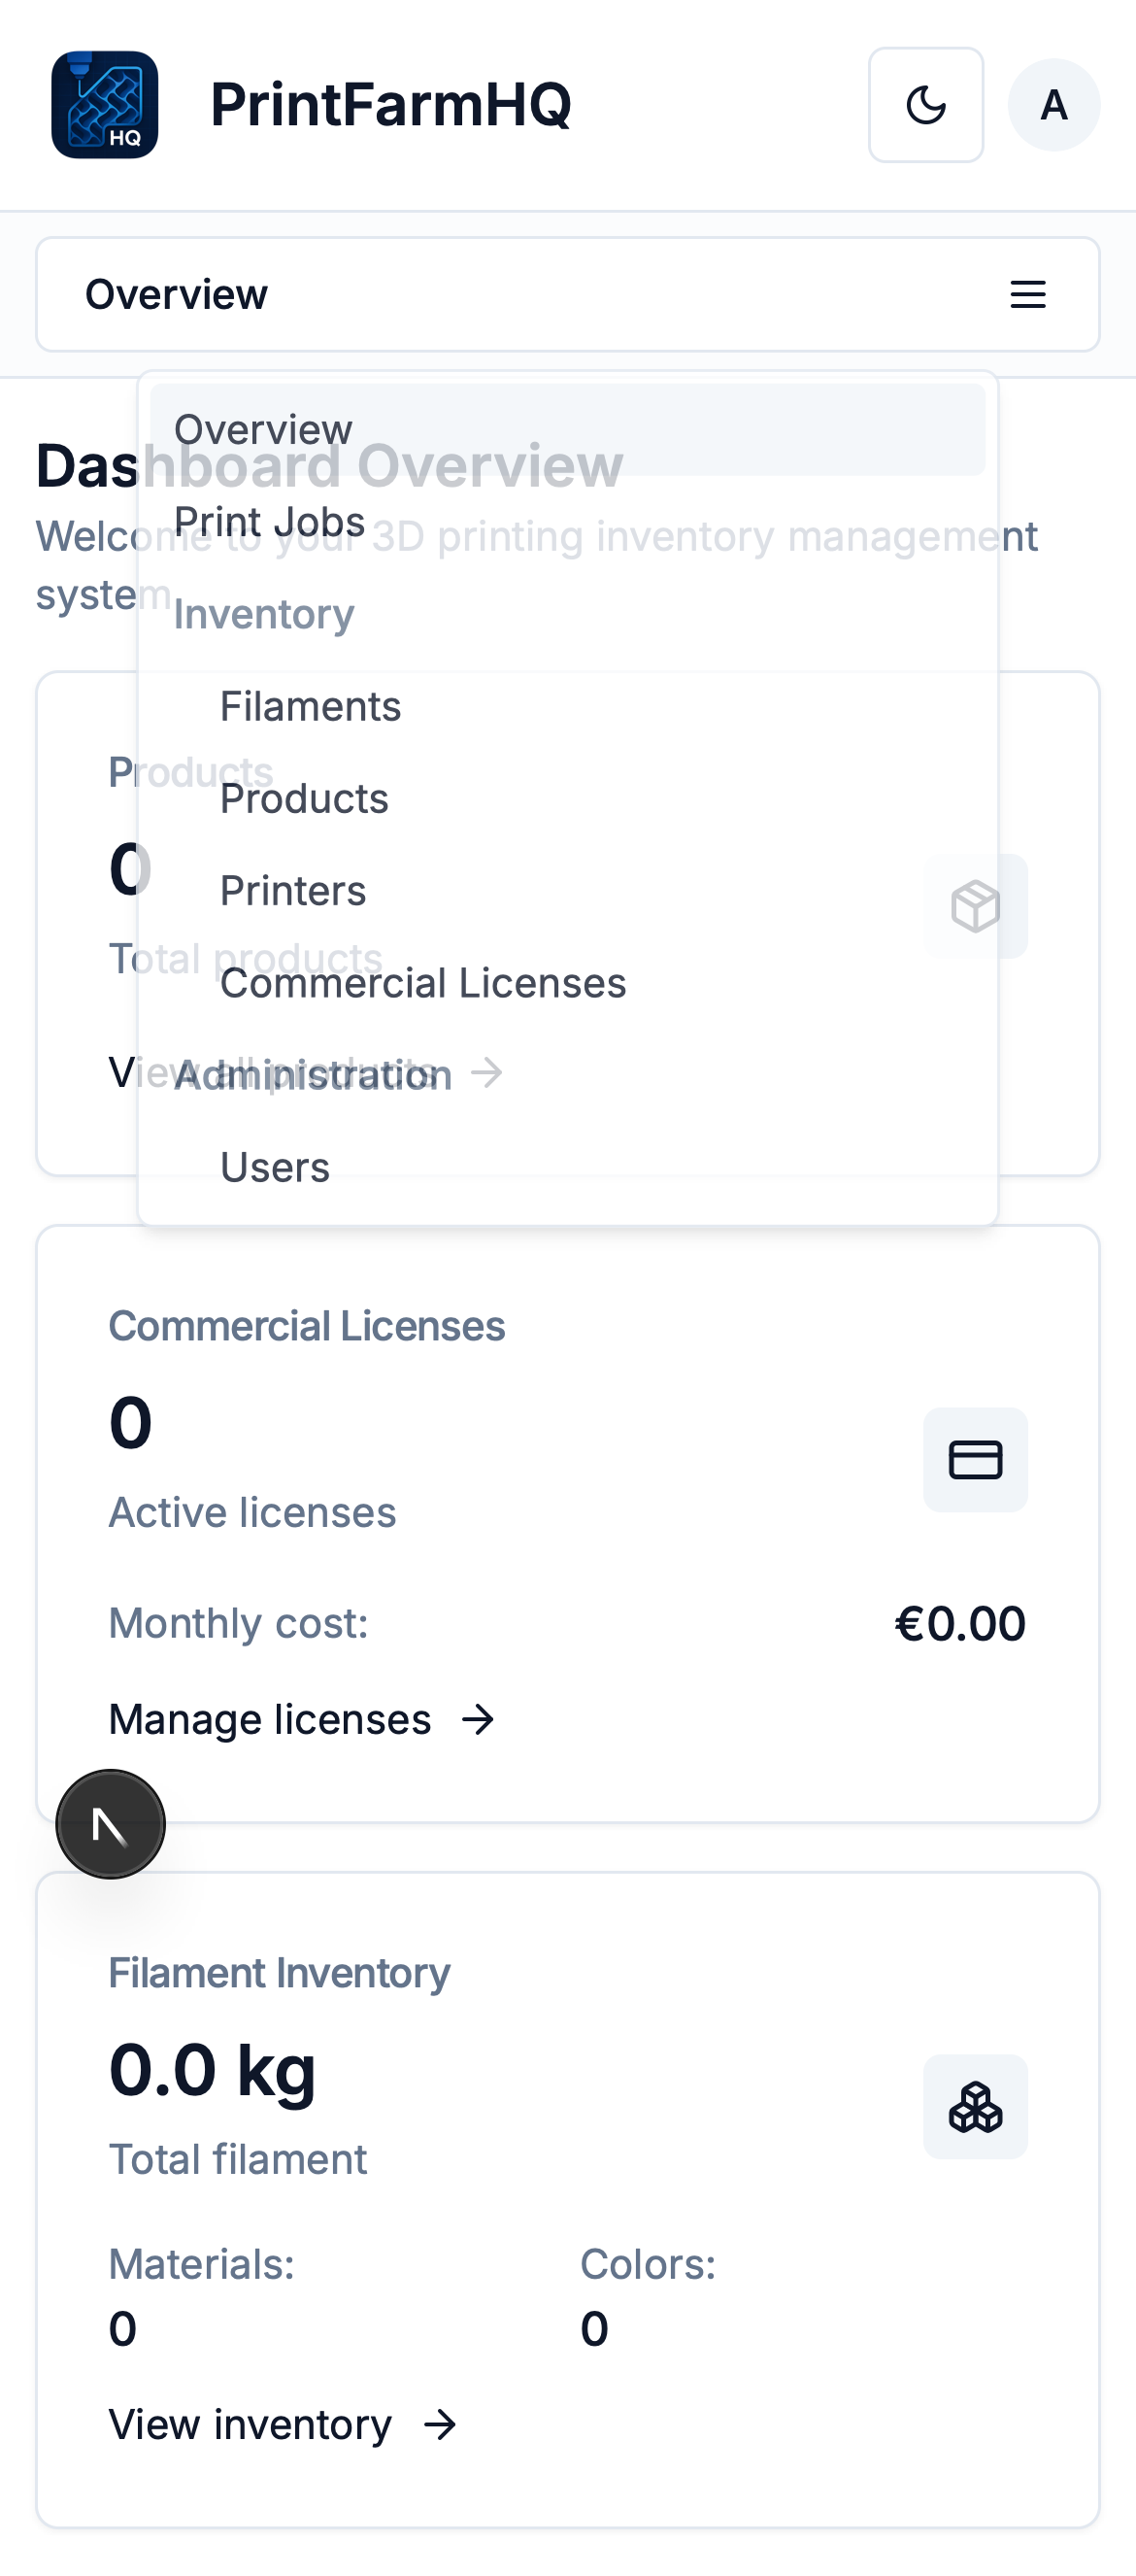 HQ
PrintFarmHQ
A
Overview
Overview
Dashboard Overview
Print Jobs
Welcome to your 3D printing inventory management
system
Inventory
Filaments
Products
Products
0
Printers
Total products
Commercial Licenses
View all products →
Administration
Users
Commercial Licenses
0
Active licenses
Monthly cost: €0.00
Manage licenses →
N
Filament Inventory
0.0 kg
Total filament
Materials: Colors:
0 0
View inventory →